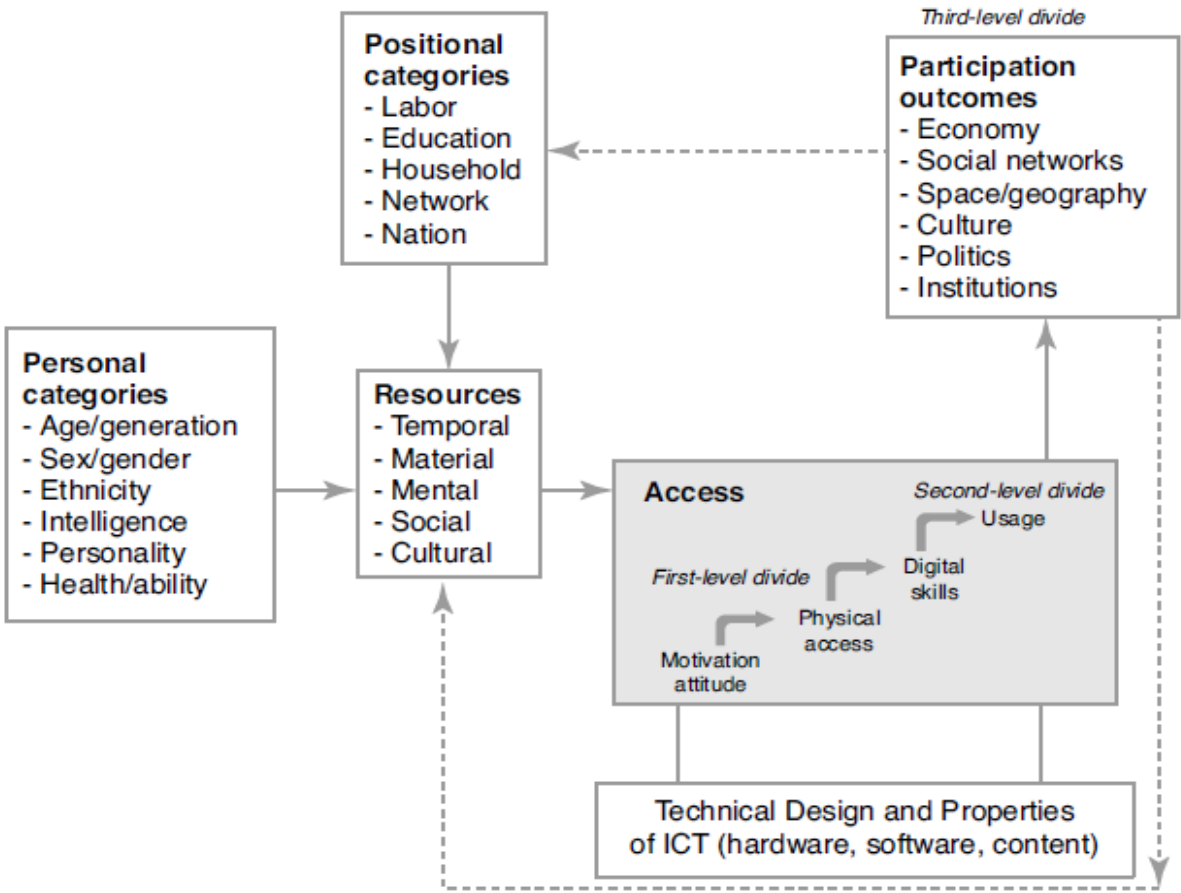 Third-level divide
Positional
categories
- Labor
- Education
- Household
- Network
- Nation
Participation
outcomes
- Economy
- Social networks
- Space/geography
- Culture
- Politics
- Institutions
Personal
categories
- Age/generation
- Sex/gender
- Ethnicity
- Intelligence
- Personality
- Health/ability
Resources
- Temporal
- Material
- Mental
- Social
- Cultural
Access
Second-level divide
Usage
First-level divide
Digital
skills
Physical
access
Motivation
attitude
Technical Design and Properties
of ICT (hardware, software, content)